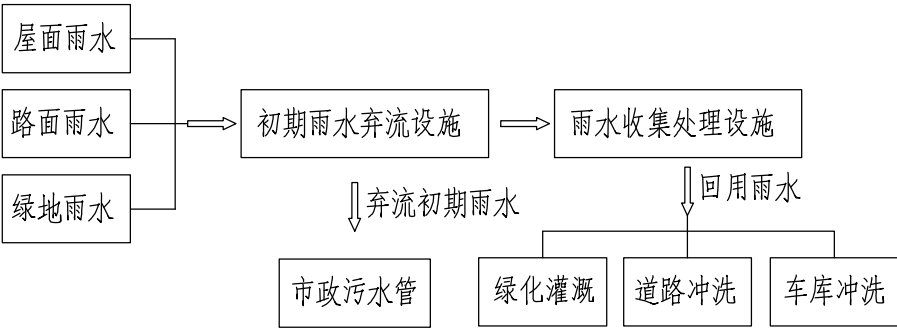 屋面雨水
路面雨水
绿地雨水
初期雨水弃流设施
雨水收集处理设施
弃流初期雨水
回用雨水
市政污水管
绿化灌溉
道路冲洗
车库冲洗